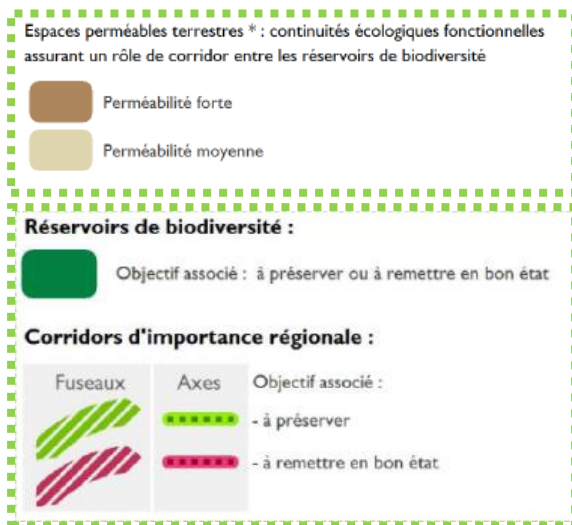 Espaces perméables terrestres * : continuités écologiques fonctionnelles
assurant un rôle de corridor entre les réservoirs de biodiversité
Perméabilité forte
Perméabilité moyenne
Réservoirs de biodiversité :
Objectif associé : à préserver ou à remettre en bon état
Corridors d'importance régionale :
Fuseaux Axes Objectif associé :
- à préserver
- à remettre en bon état